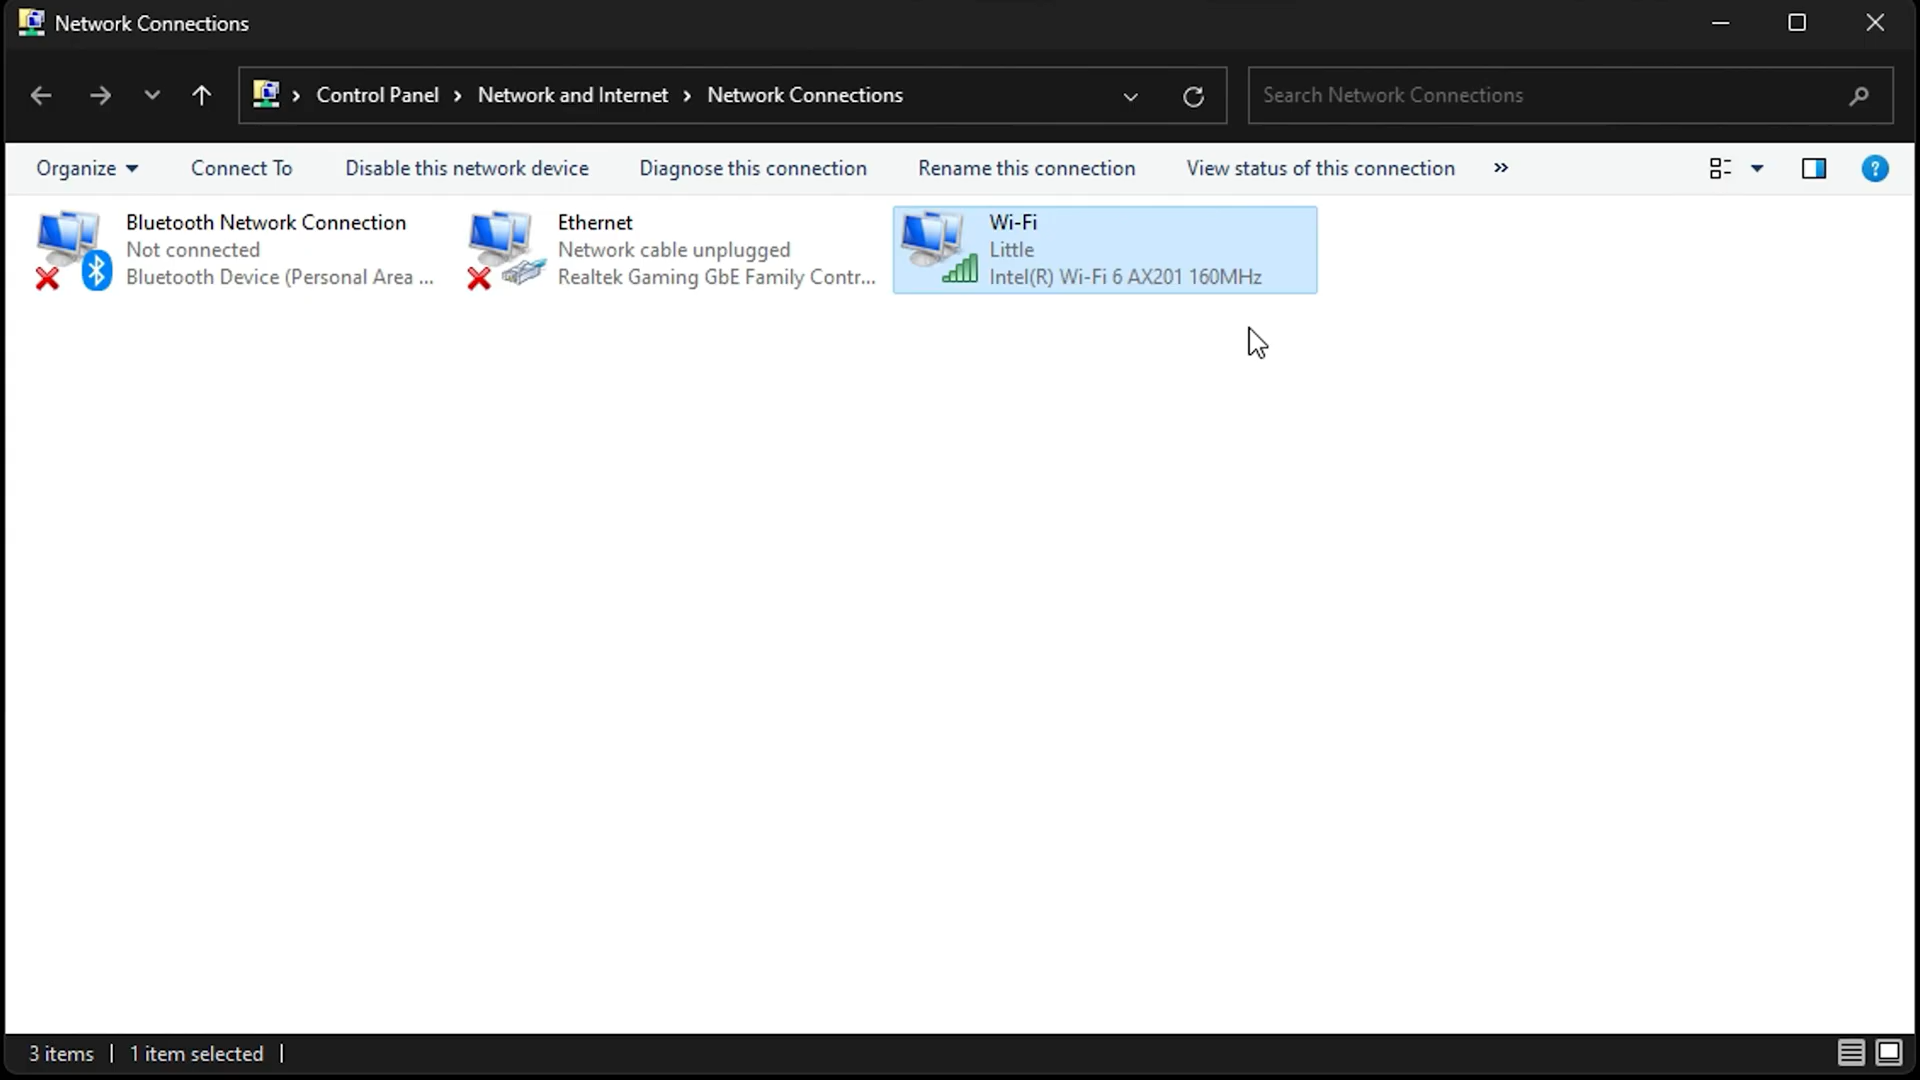 Network Connections
Control Panel > Network and Internet > Network Connections
Search Network Connections
Organize
Connect To
Disable this network device
Diagnose this connection
Rename this connection
View status of this connection
»
?
Bluetooth Network Connection
Not connected
Bluetooth Device (Personal Area ...
Ethernet
Network cable unplugged
Realtek Gaming GbE Family Contr...
Wi-Fi
Little
Intel(R) Wi-Fi 6 AX201 160MHz
3 items | 1 item selected |